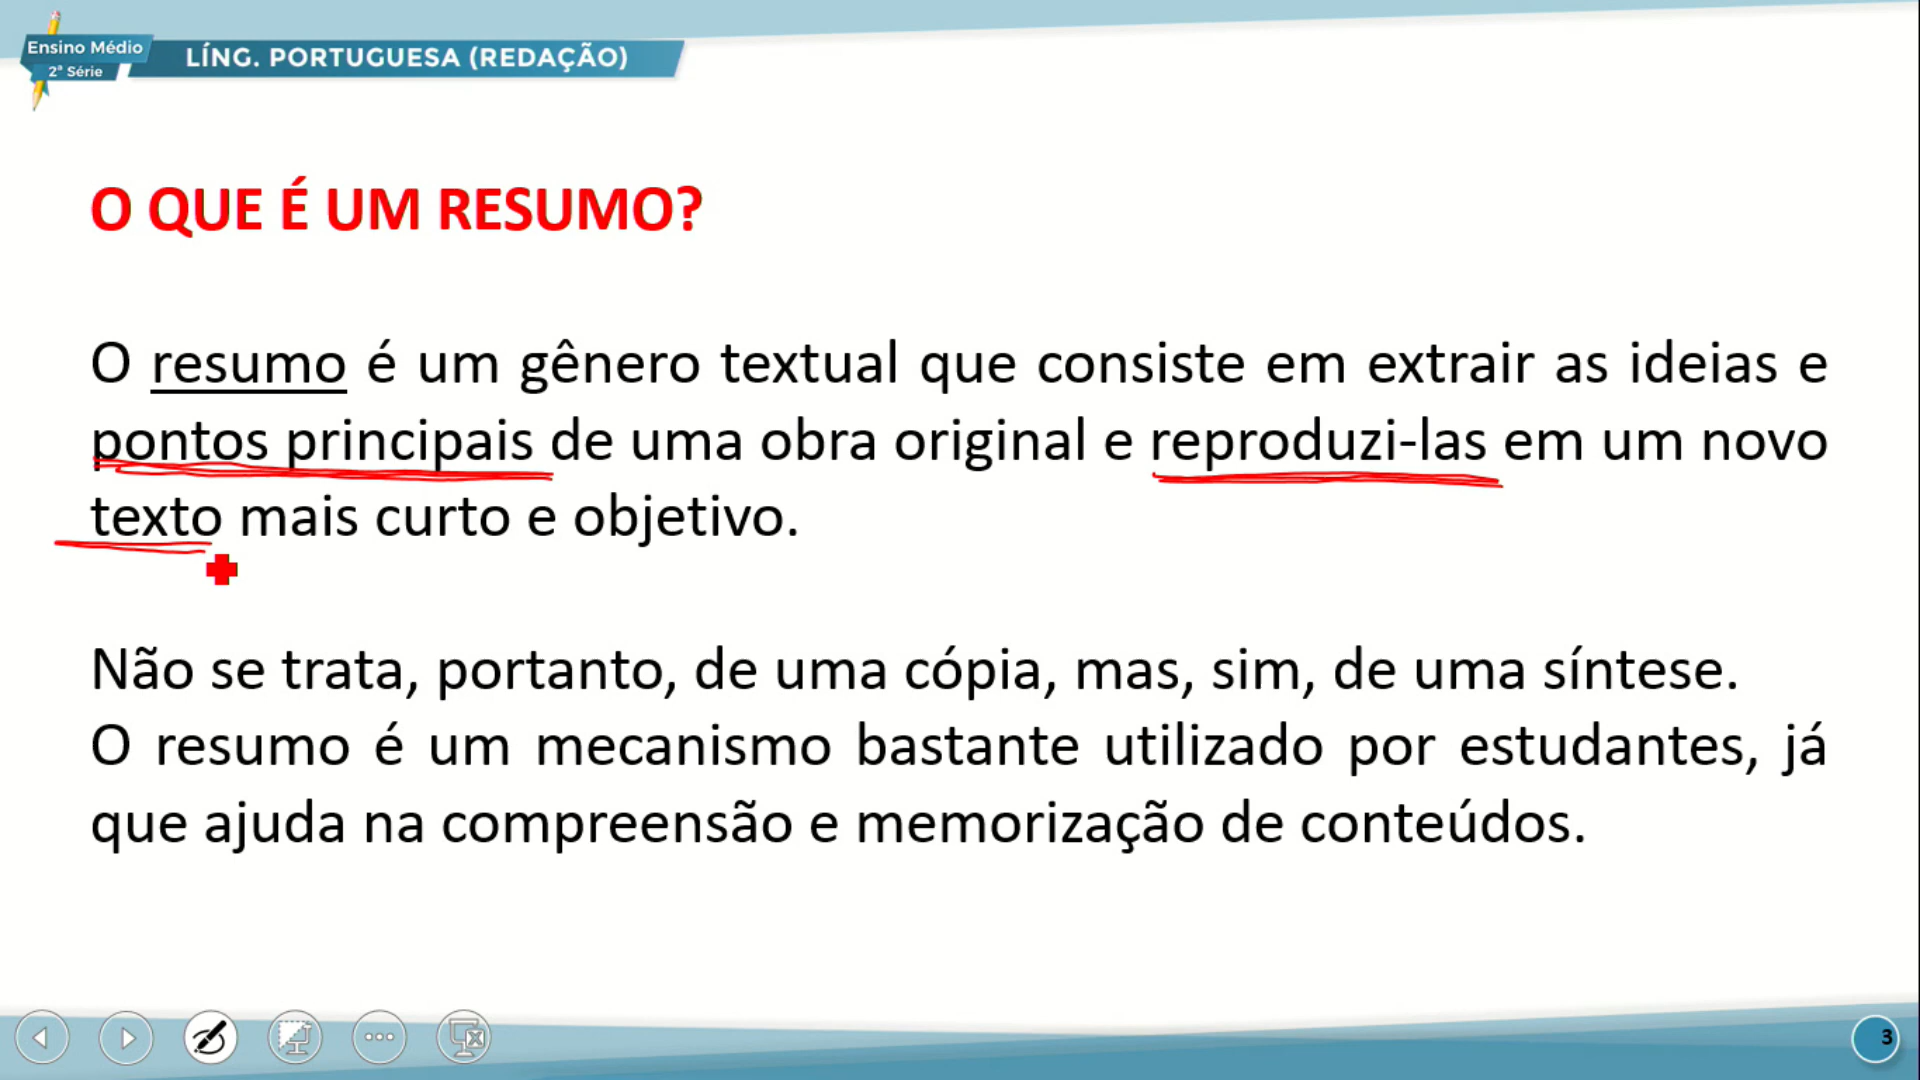 Ensino Médio
2ª Série
LÍNG. PORTUGUESA (REDAÇÃO)
O QUE É UM RESUMO?
O resumo é um gênero textual que consiste em extrair as ideias e
pontos principais de uma obra original e reproduzi-las em um novo
texto mais curto e objetivo.
Não se trata, portanto, de uma cópia, mas, sim, de uma síntese.
O resumo é um mecanismo bastante utilizado por estudantes, já
que ajuda na compreensão e memorização de conteúdos.
3